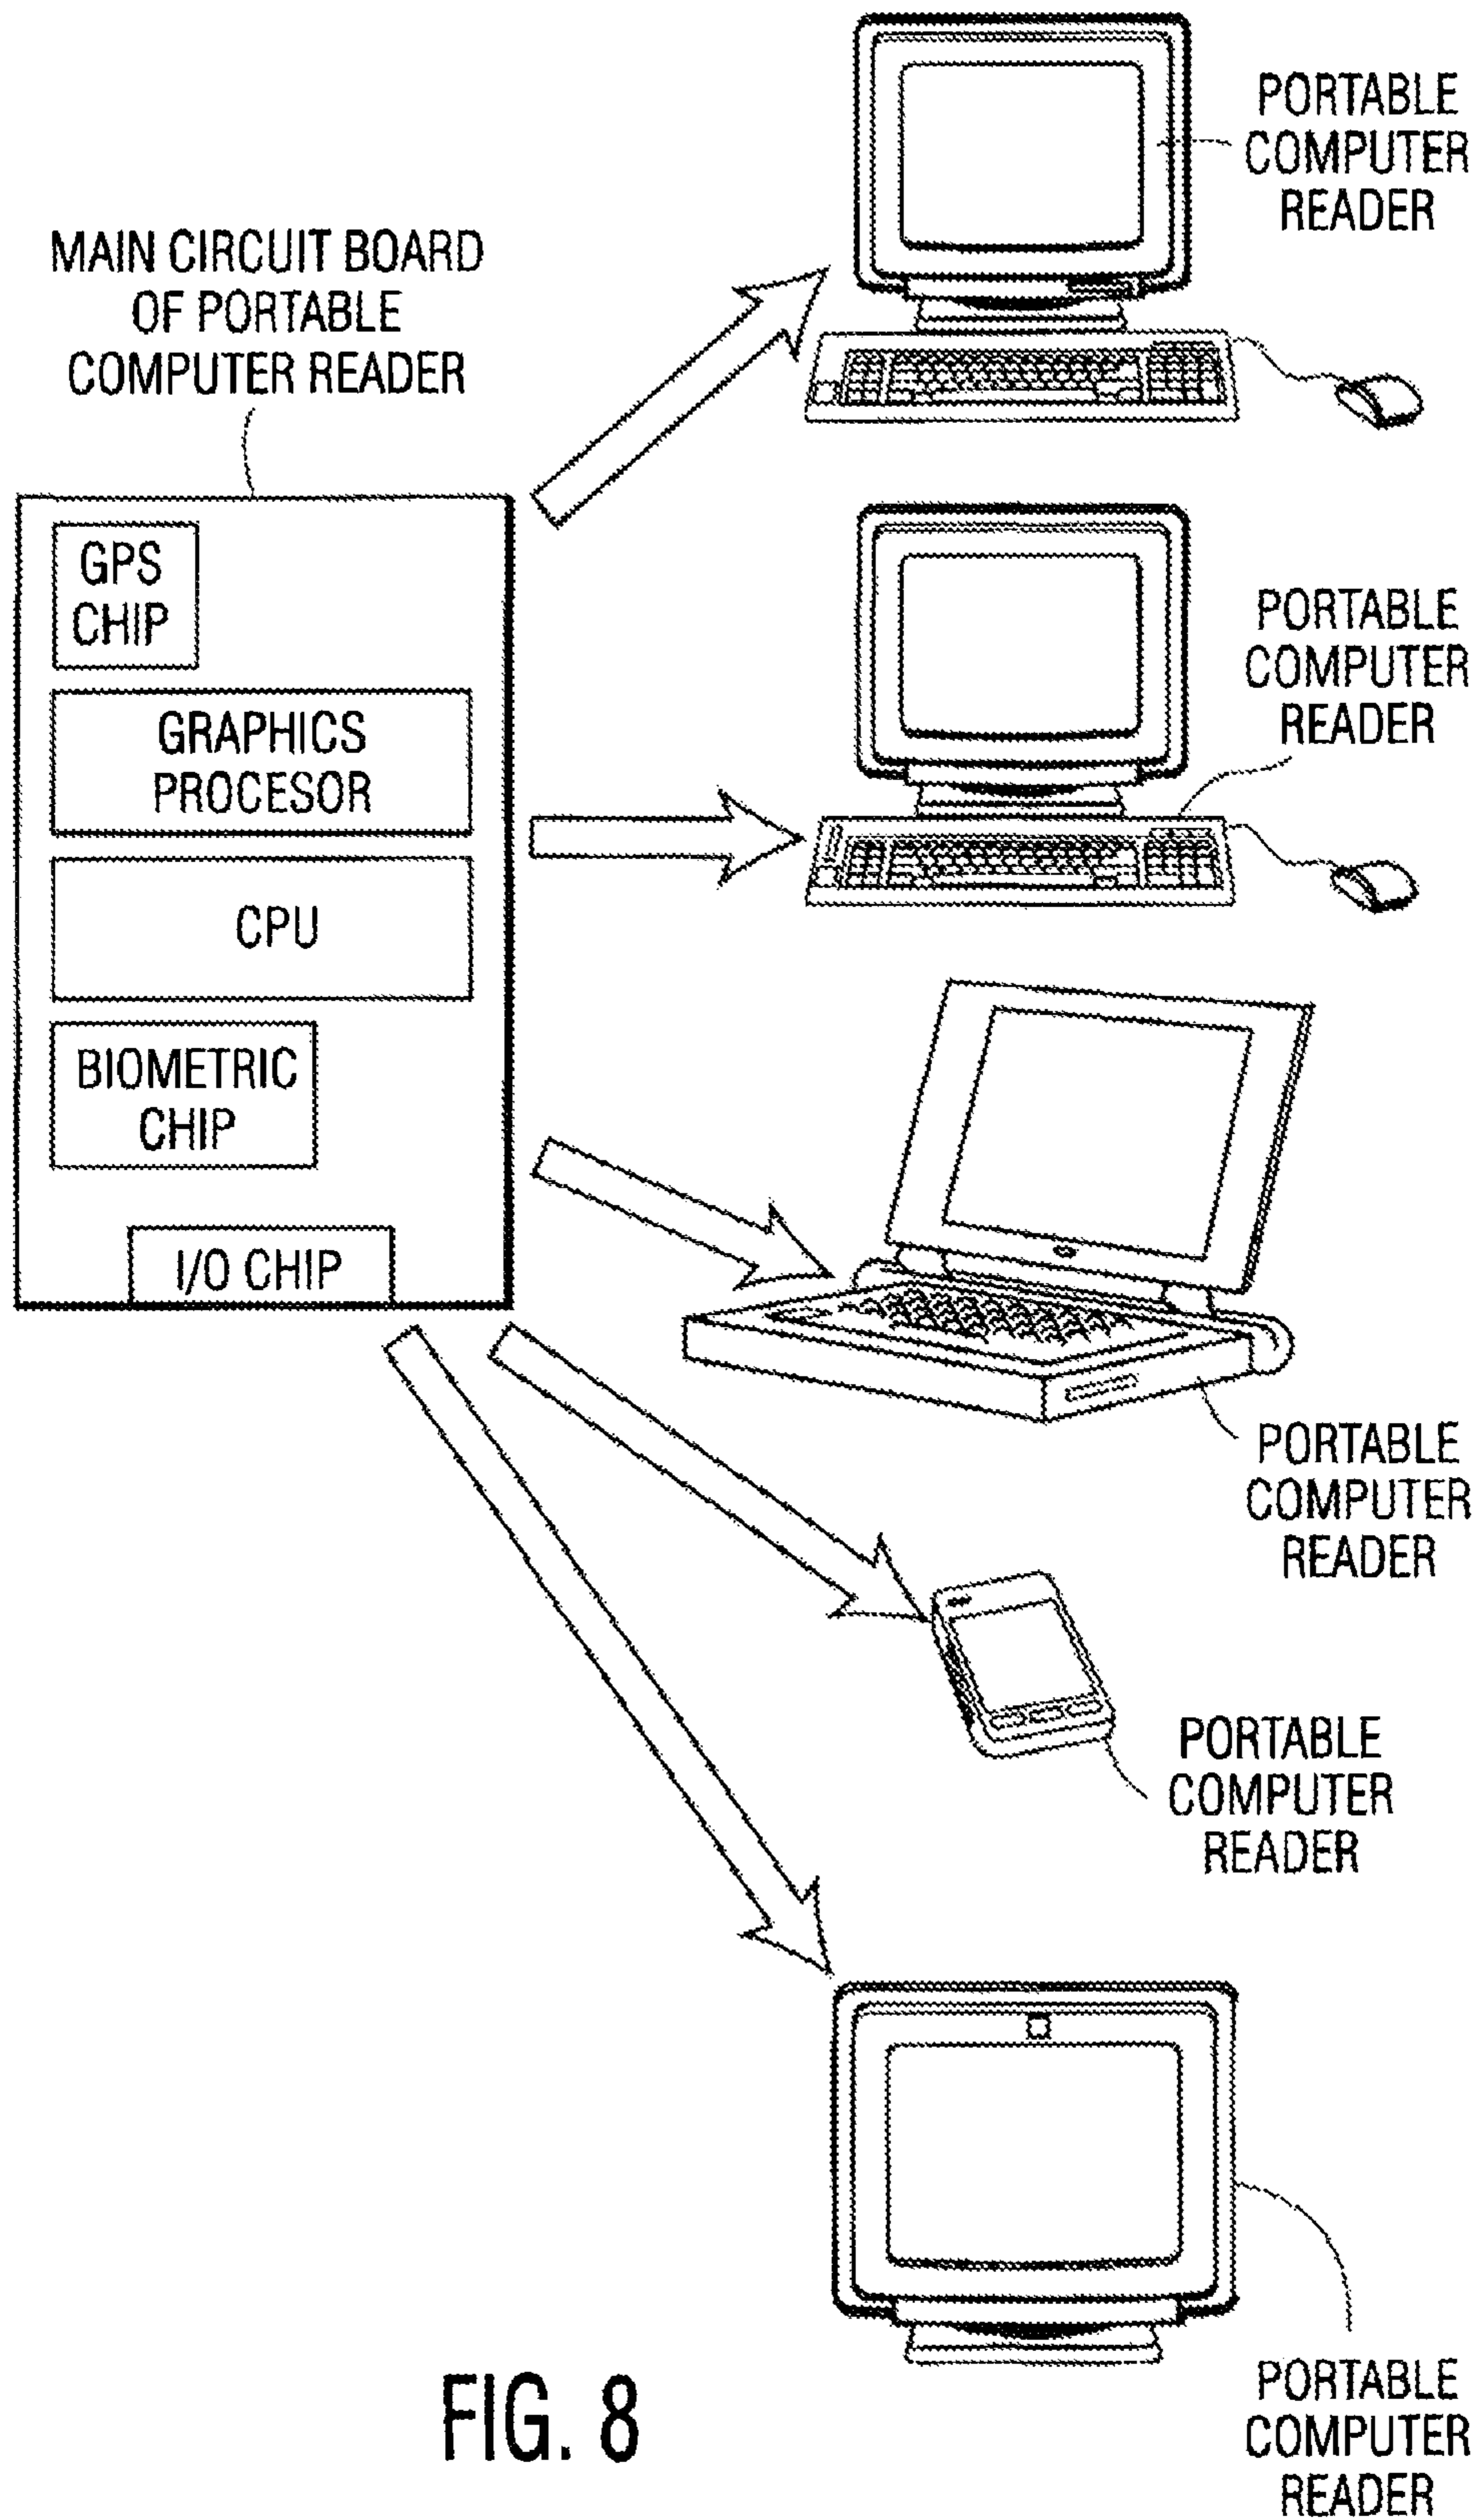 PORTABLE
COMPUTER
READER
MAIN CIRCUIT BOARD
OF PORTABLE
COMPUTER READER
GPS
CHIP
GRAPHICS
PROCESOR
CPU
BIOMETRIC
CHIP
I/O CHIP
PORTABLE
COMPUTER
READER
PORTABLE
COMPUTER
READER
PORTABLE
COMPUTER
READER
PORTABLE
COMPUTER
READER
FIG. 8